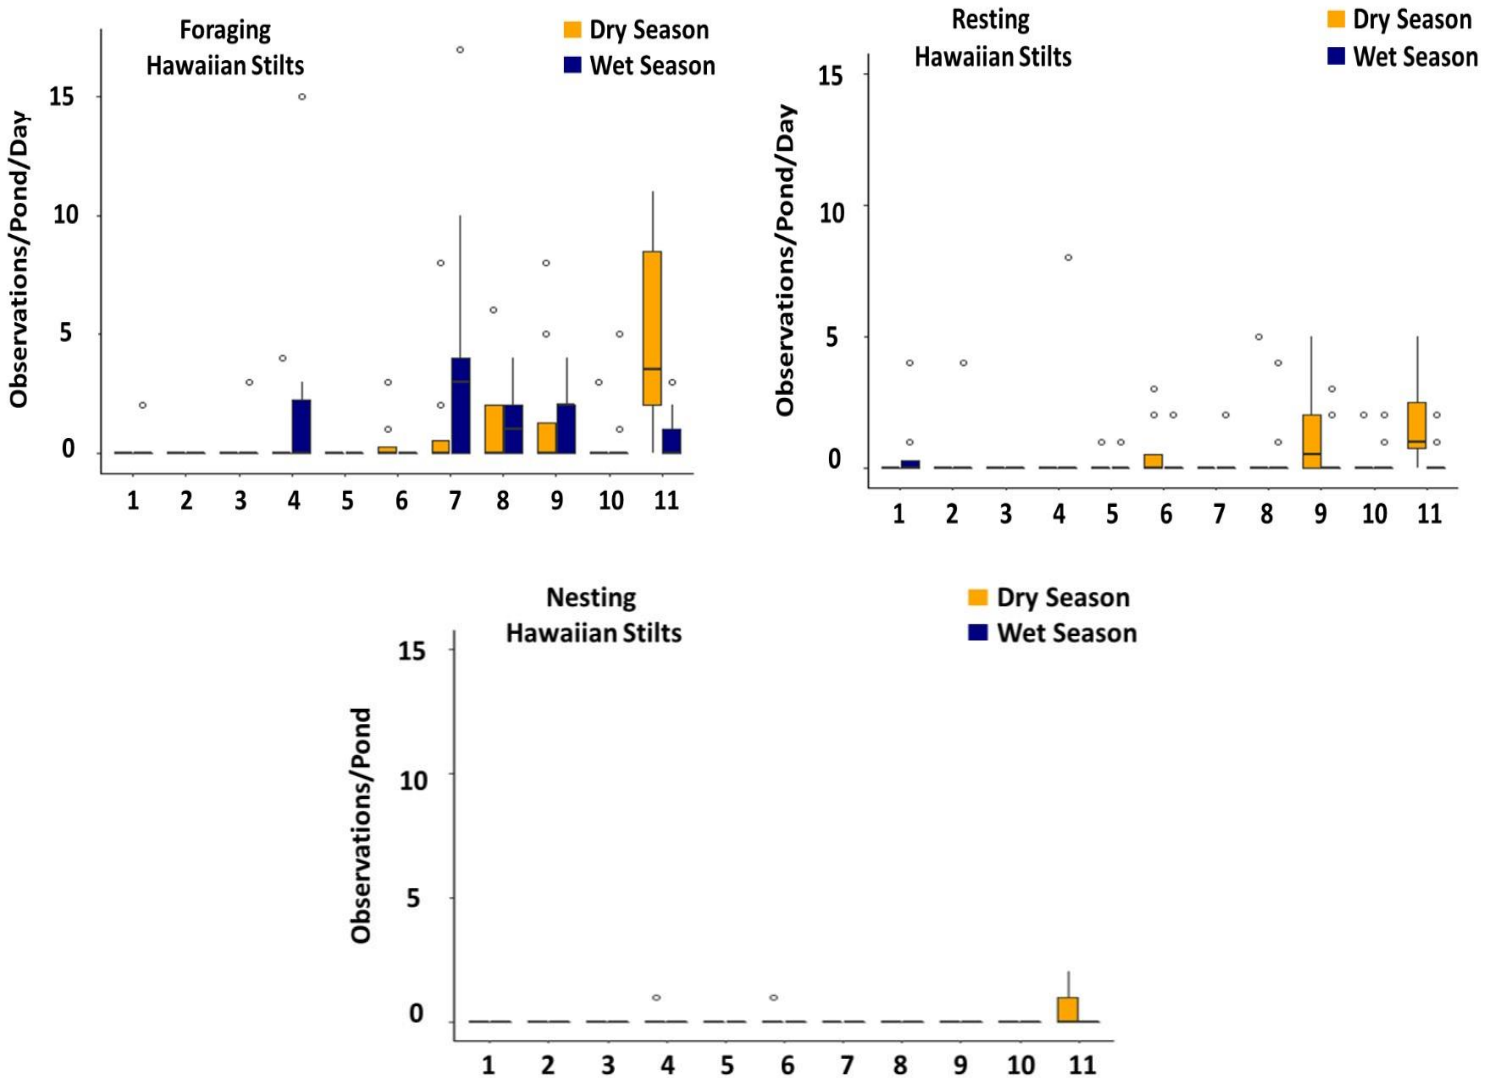 Foraging
Hawaiian Stilts
Dry Season
Wet Season
Observations/Pond/Day
15
10
5
0
1 2 3 4 5 6 7 8 9 10 11
Resting
Hawaiian Stilts
Dry Season
Wet Season
Observations/Pond/Day
15
10
5
0
1 2 3 4 5 6 7 8 9 10 11
Nesting
Hawaiian Stilts
Dry Season
Wet Season
Observations/Pond
15
10
5
0
1 2 3 4 5 6 7 8 9 10 11